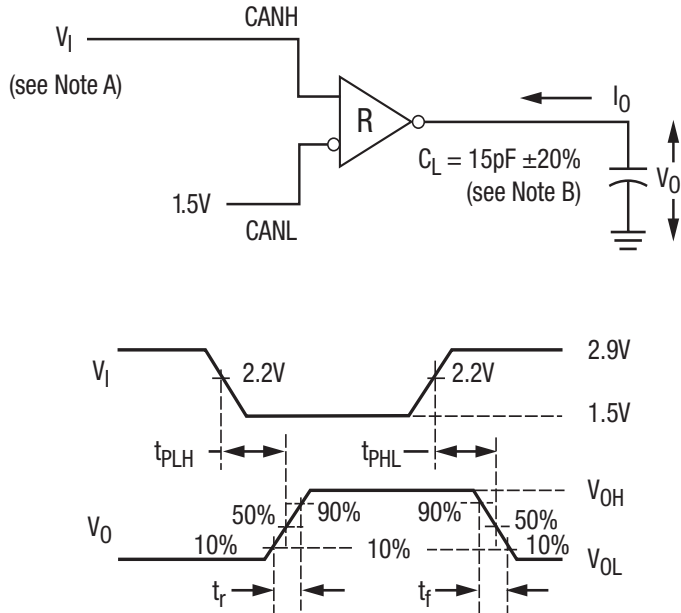 CANH
VI
(see Note A)
R
IO
CL = 15pF ±20%
(see Note B)
VO
1.5V
CANL
VI
2.2V
2.2V
2.9V
1.5V
tPLH
tPHL
VO
50%
90%
10%
10%
90%
50%
10%
VOH
VOL
tr
tf